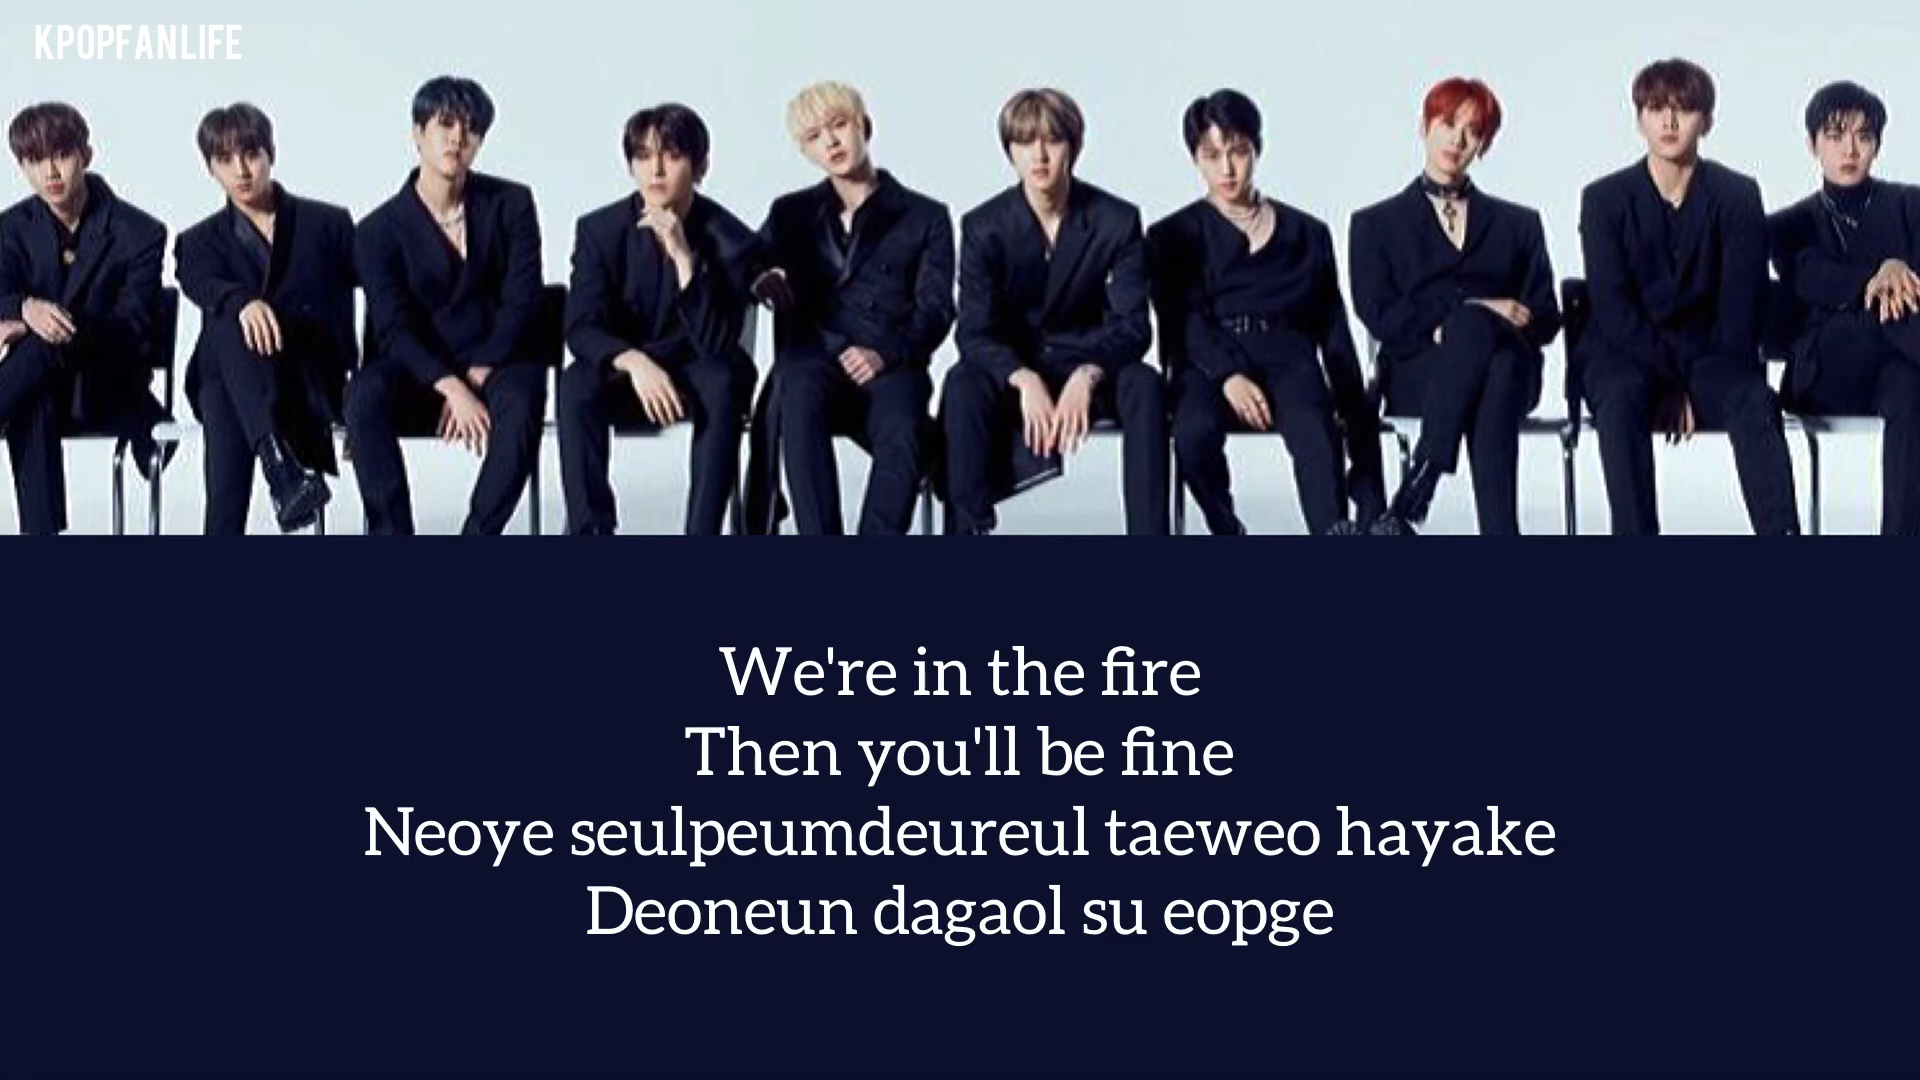 KPOPFANLIFE
We're in the fire
Then you'll be fine
Neoye seulpeumdeureul taeweo hayake
Deoneun dagaol su eopge